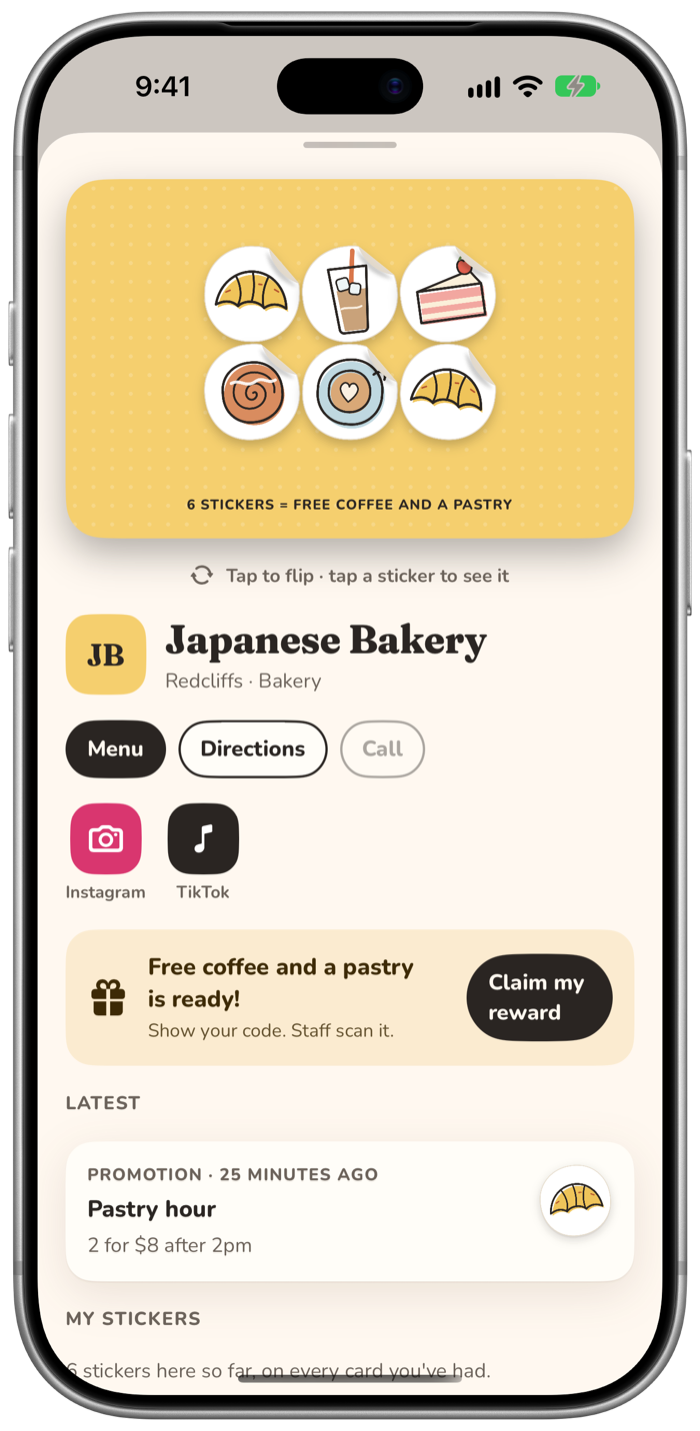 9:41
6 STICKERS = FREE COFFEE AND A PASTRY
Tap to flip · tap a sticker to see it
JB
Japanese Bakery
Redcliffs · Bakery
Menu
Directions
Call
Instagram
TikTok
Free coffee and a pastry
is ready!
Show your code. Staff scan it.
Claim my
reward
LATEST
PROMOTION · 25 MINUTES AGO
Pastry hour
2 for $8 after 2pm
MY STICKERS
6 stickers here so far, on every card you've had.